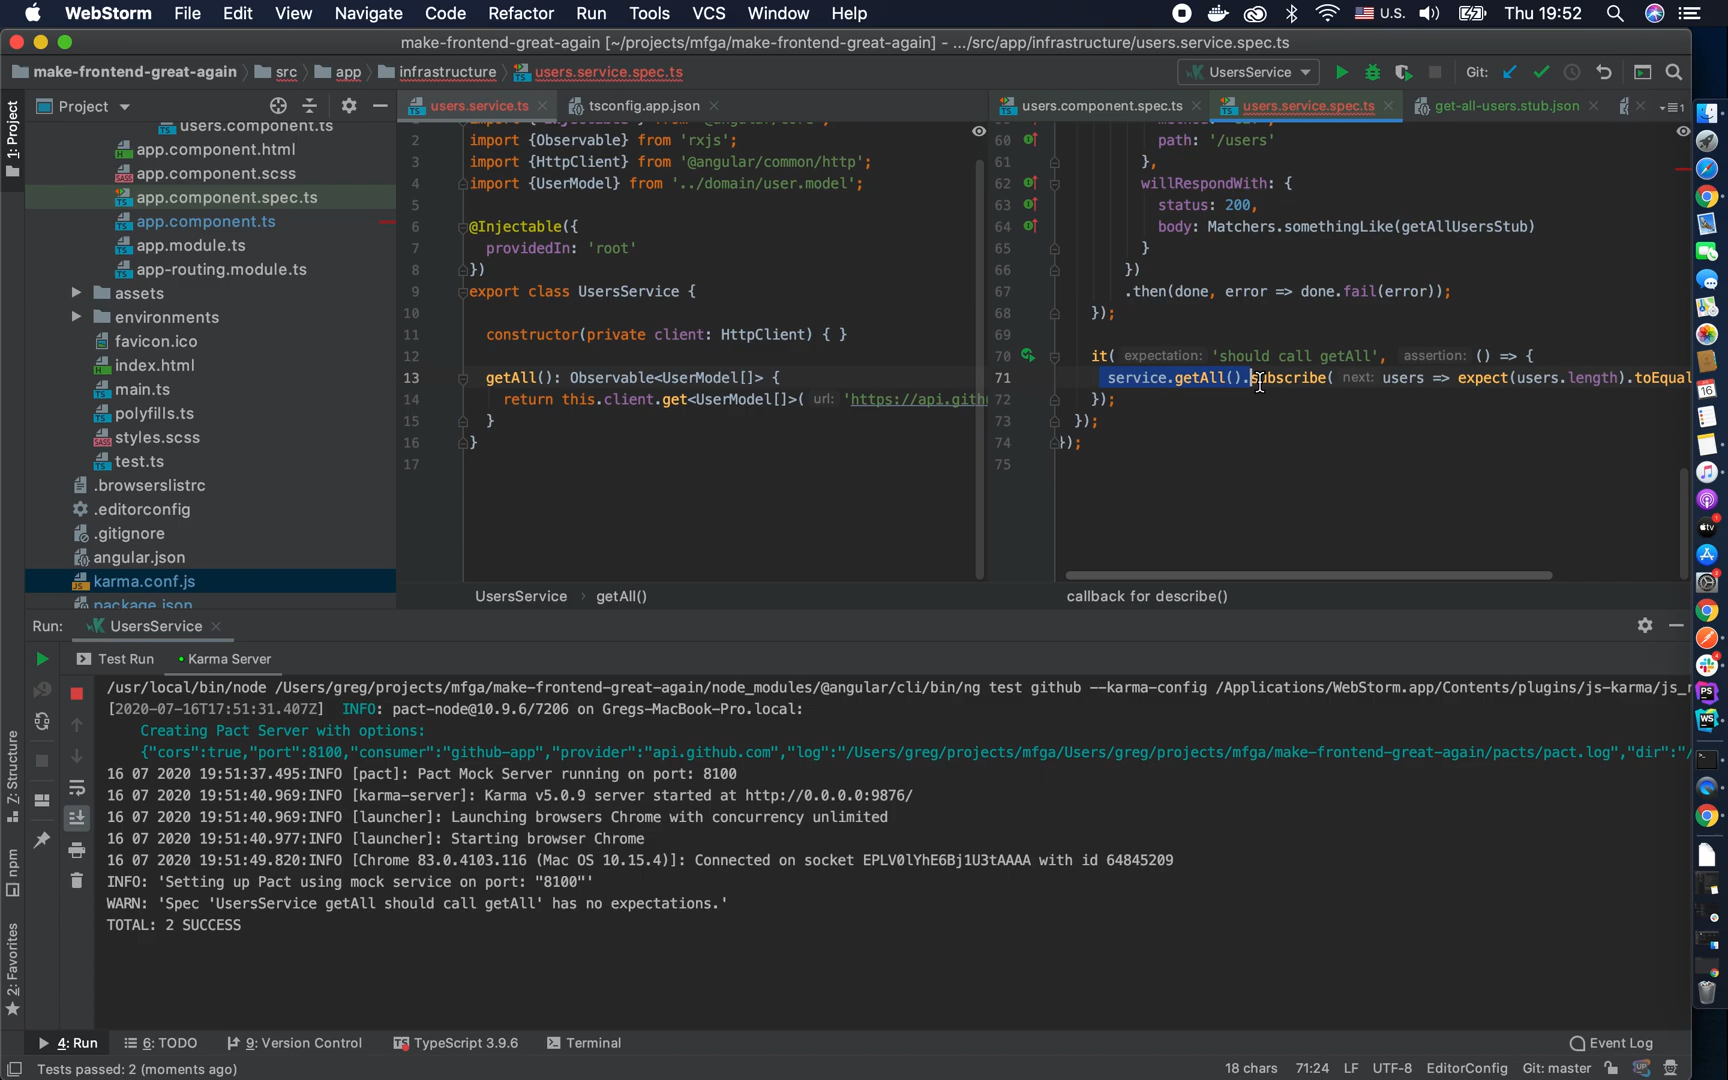 WebStorm File Edit View Navigate Code Refactor Run Tools VCS Window Help U.S. Thu 19:52
make-frontend-great-again [~/projects/mfga/make-frontend-great-again] - .../src/app/infrastructure/users.service.spec.ts
make-frontend-great-again src app infrastructure users.service.spec.ts UsersService Git:
1: Project
Project
users.service.ts tsconfig.app.json users.component.spec.ts users.service.spec.ts get-all-users.stub.json
users.component.ts
app.component.html
app.component.scss
app.component.spec.ts
app.component.ts
app.module.ts
app-routing.module.ts
assets
environments
favicon.ico
index.html
main.ts
polyfills.ts
styles.scss
test.ts
.browserslistrc
.editorconfig
.gitignore
angular.json
karma.conf.js
package.json
2 import {Observable} from 'rxjs';
3 import {HttpClient} from '@angular/common/http';
4 import {UserModel} from '../domain/user.model';
5
6 @Injectable({
7 providedIn: 'root'
8 })
9 export class UsersService {
10
11 constructor(private client: HttpClient) { }
12
13 getAll(): Observable<UserModel[]> {
14 return this.client.get<UserModel[]>( url: 'https://api.gith
15 }
16 }
17
UsersService getAll()
60 path: '/users'
61 },
62 willRespondWith: {
63 status: 200,
64 body: Matchers.somethingLike(getAllUsersStub)
65 }
66 })
67 .then(done, error => done.fail(error));
68 });
69
70 it( expectation: 'should call getAll', assertion: () => {
71 service.getAll().subscribe( next: users => expect(users.length).toEqual
72 });
73 });
74 });
75
callback for describe()
Run: UsersService
Test Run Karma Server
/usr/local/bin/node /Users/greg/projects/mfga/make-frontend-great-again/node_modules/@angular/cli/bin/ng test github --karma-config /Applications/WebStorm.app/Contents/plugins/js-karma/js_
[2020-07-16T17:51:31.407Z] INFO: pact-node@10.9.6/7206 on Gregs-MacBook-Pro.local:
Creating Pact Server with options:
{"cors":true,"port":8100,"consumer":"github-app","provider":"api.github.com","log":"/Users/greg/projects/mfga/Users/greg/projects/mfga/make-frontend-great-again/pacts/pact.log","dir":"/
16 07 2020 19:51:37.495:INFO [pact]: Pact Mock Server running on port: 8100
16 07 2020 19:51:40.969:INFO [karma-server]: Karma v5.0.9 server started at http://0.0.0.0:9876/
16 07 2020 19:51:40.969:INFO [launcher]: Launching browsers Chrome with concurrency unlimited
16 07 2020 19:51:40.977:INFO [launcher]: Starting browser Chrome
16 07 2020 19:51:49.820:INFO [Chrome 83.0.4103.116 (Mac OS 10.15.4)]: Connected on socket EPLV0lYhE6Bj1U3tAAAA with id 64845209
INFO: 'Setting up Pact using mock service on port: "8100"'
WARN: 'Spec 'UsersService getAll should call getAll' has no expectations.'
TOTAL: 2 SUCCESS
Z: Structure
npm
2: Favorites
4: Run 6: TODO 9: Version Control TypeScript 3.9.6 Terminal Event Log
Tests passed: 2 (moments ago) 18 chars 71:24 LF UTF-8 EditorConfig Git: master